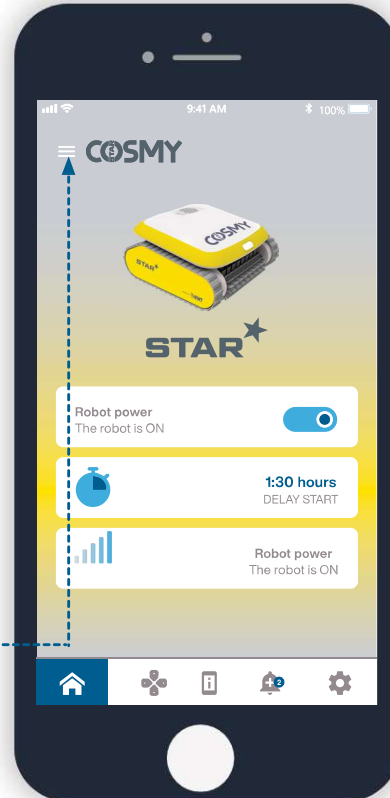 9:41 AM
100%
COSMY
COSMY
STAR
STAR
Robot power
The robot is ON
1:30 hours
DELAY START
Robot power
The robot is ON
2